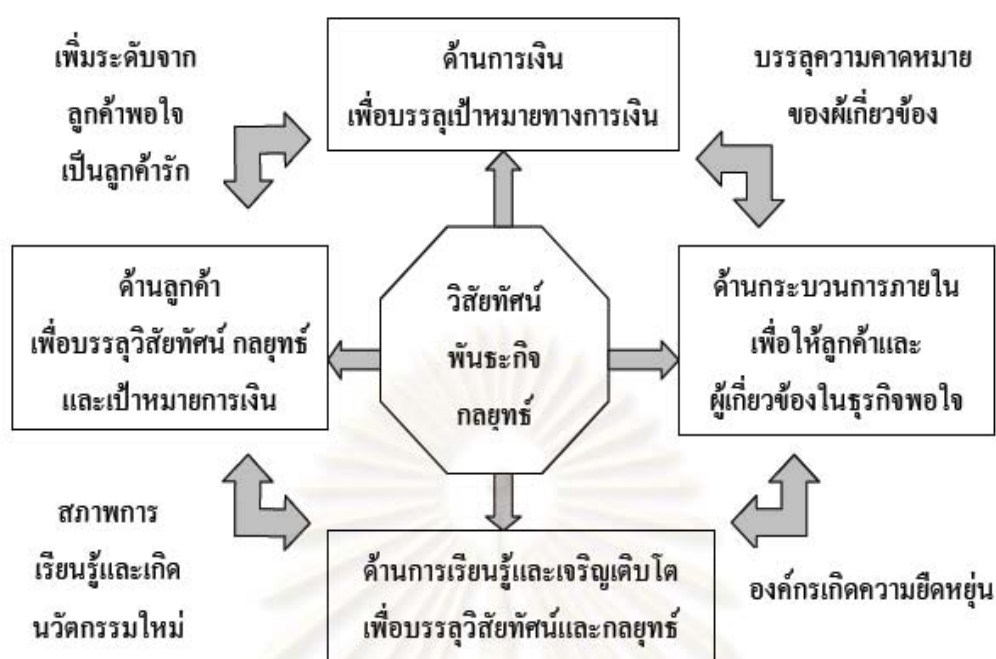 เพิ่มระดับจาก
ลูกค้าพอใจ
เป็นลูกค้ารัก
ด้านการเงิน
เพื่อบรรลุเป้าหมายทางการเงิน
บรรลุความคาดหมาย
ของผู้เกี่ยวข้อง
ด้านลูกค้า
เพื่อบรรลุวิสัยทัศน์ กลยุทธ์
และเป้าหมายการเงิน
วิสัยทัศน์
พันธะกิจ
กลยุทธ์
ด้านกระบวนการภายใน
เพื่อให้ลูกค้าและ
ผู้เกี่ยวข้องในธุรกิจพอใจ
สภาพการ
เรียนรู้และเกิด
นวัตกรรมใหม่
ด้านการเรียนรู้และเจริญเติบโต
เพื่อบรรลุวิสัยทัศน์และกลยุทธ์
องค์กรเกิดความยืดหยุ่น